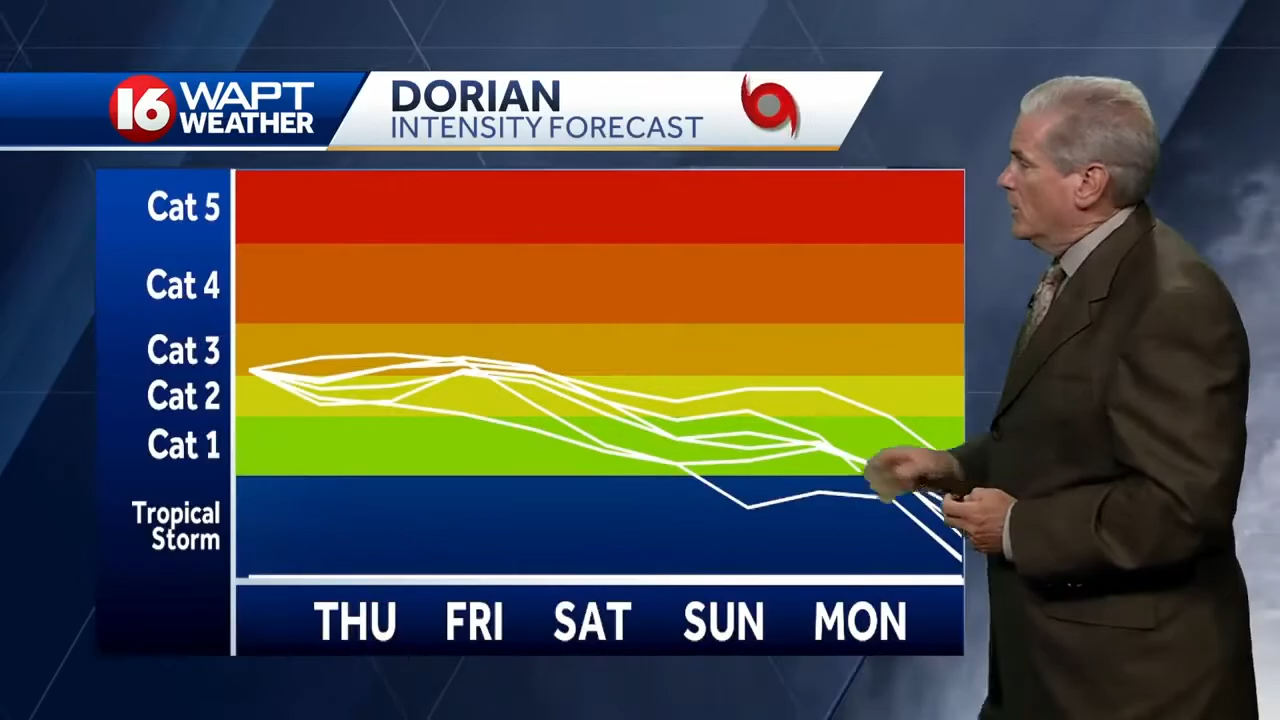 16 WAPT
WEATHER
DORIAN
INTENSITY FORECAST
Cat 5
Cat 4
Cat 3
Cat 2
Cat 1
Tropical
Storm
THU FRI SAT SUN MON